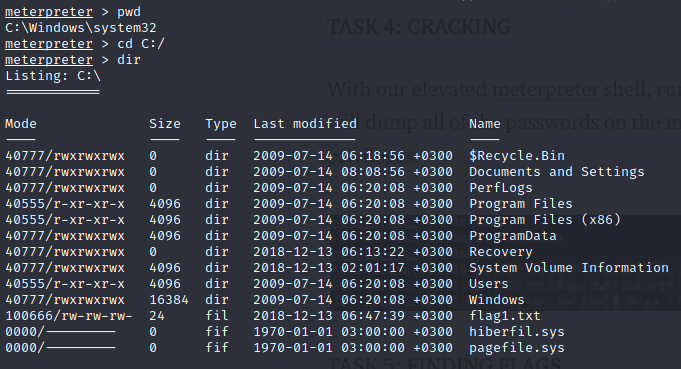 meterpreter > pwd
C:\Windows\system32
meterpreter > cd C:/
meterpreter > dir
Listing: C:\
============
Mode Size Type Last modified Name
---- ---- ---- ------------- ----
40777/rwxrwxrwx 0 dir 2009-07-14 06:18:56 +0300 $Recycle.Bin
40777/rwxrwxrwx 0 dir 2009-07-14 08:08:56 +0300 Documents and Settings
40777/rwxrwxrwx 0 dir 2009-07-14 06:20:08 +0300 PerfLogs
40555/r-xr-xr-x 4096 dir 2009-07-14 06:20:08 +0300 Program Files
40555/r-xr-xr-x 4096 dir 2009-07-14 06:20:08 +0300 Program Files (x86)
40777/rwxrwxrwx 4096 dir 2009-07-14 06:20:08 +0300 ProgramData
40777/rwxrwxrwx 0 dir 2018-12-13 06:13:22 +0300 Recovery
40777/rwxrwxrwx 4096 dir 2018-12-13 02:01:17 +0300 System Volume Information
40555/r-xr-xr-x 4096 dir 2009-07-14 06:20:08 +0300 Users
40777/rwxrwxrwx 16384 dir 2009-07-14 06:20:08 +0300 Windows
100666/rw-rw-rw- 24 fil 2018-12-13 06:47:39 +0300 flag1.txt
0000/--------- 0 fif 1970-01-01 03:00:00 +0300 hiberfil.sys
0000/--------- 0 fif 1970-01-01 03:00:00 +0300 pagefile.sys
TASK 4: CRACKING
With our elevated meterpreter shell,
dump all of the passwords on the
TASK 5: FINDING FLAGS